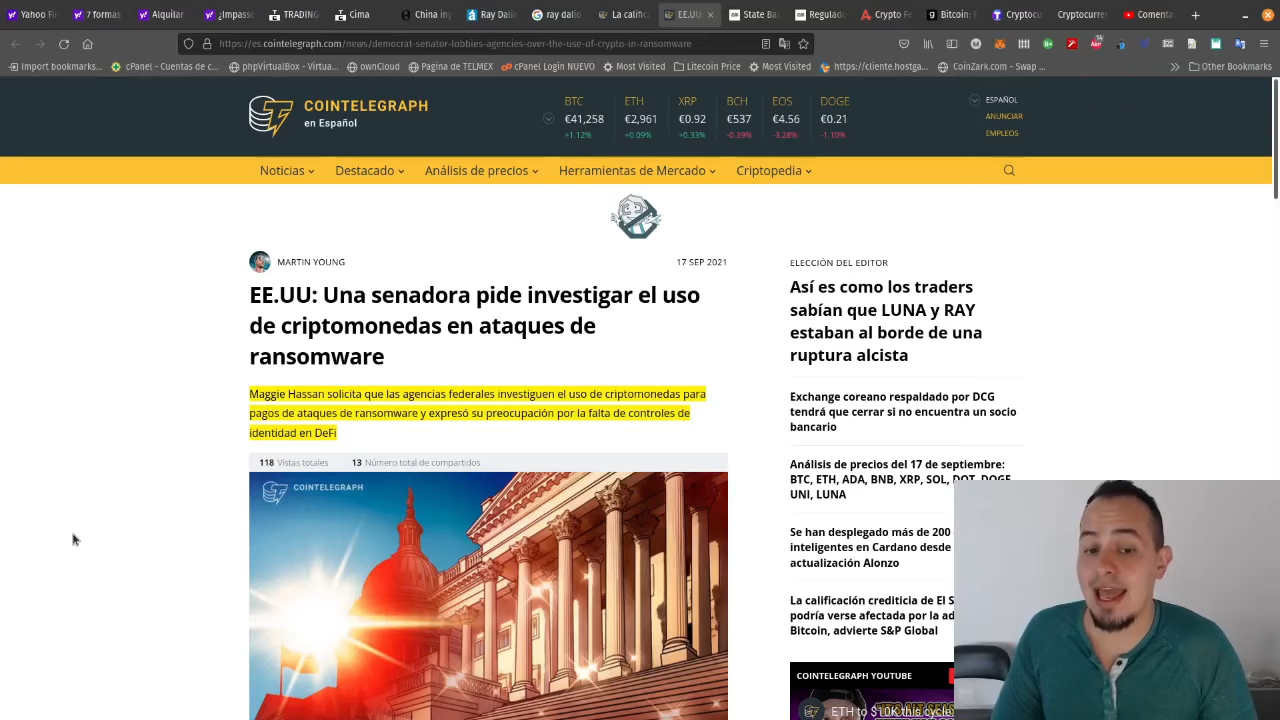 Yahoo
7 desta
Alquilar
¿Impase
China re
Ray Dalio
ray dalio
La calific
EE.UU
Regulado
Carlos Fe
Bitcoin:
Cryptocu
Cryptocurre
Comenta
https://es.cointelegraph.com/news/democrat-senator-lobbies-agencies-over-the-use-of-crypto-in-ransomware
Import bookmarks...
cPanel - Cuentas de c...
phpVirtualBox - Virtua...
ownCloud
Pagina de TELMEX
cPanel Login NUEVO
Most Visited
Litecoin Price
Most Visited
https://cliente.hostga...
CoinZark.com - Swap ...
Other Bookmarks
COINTELEGRAPH
en Español
BTC
€41,258
+1.12%
ETH
€2,961
+0.09%
XRP
€0.92
+0.33%
BCH
€537
-0.39%
EOS
€4.56
-3.28%
DOGE
€0.21
-1.10%
ESPAÑOL
ANUNCIAR
EMPLEOS
Noticias
Destacado
Análisis de precios
Herramientas de Mercado
Criptopedia
MARTIN YOUNG
17 SEP 2021
EE.UU: Una senadora pide investigar el uso
de criptomonedas en ataques de
ransomware
Maggie Hassan solicita que las agencias federales investiguen el uso de criptomonedas para
pagos de ataques de ransomware y expresó su preocupación por la falta de controles de
identidad en DeFi
118 Vistas totales
13 Número total de compartidos
COINTELEGRAPH
ELECCIÓN DEL EDITOR
Así es como los traders
sabían que LUNA y RAY
estaban al borde de una
ruptura alcista
Exchange coreano respaldado por DCG
tendrá que cerrar si no encuentra un socio
bancario
Análisis de precios del 17 de septiembre:
BTC, ETH, ADA, BNB, XRP, SOL, DOT, DOGE,
UNI, LUNA
Se han desplegado más de 200
inteligentes en Cardano desde
actualización Alonzo
La calificación crediticia de El S
podría verse afectada por la ad
Bitcoin, advierte S&P Global
COINTELEGRAPH YOUTUBE
ETH to $10K this cycle